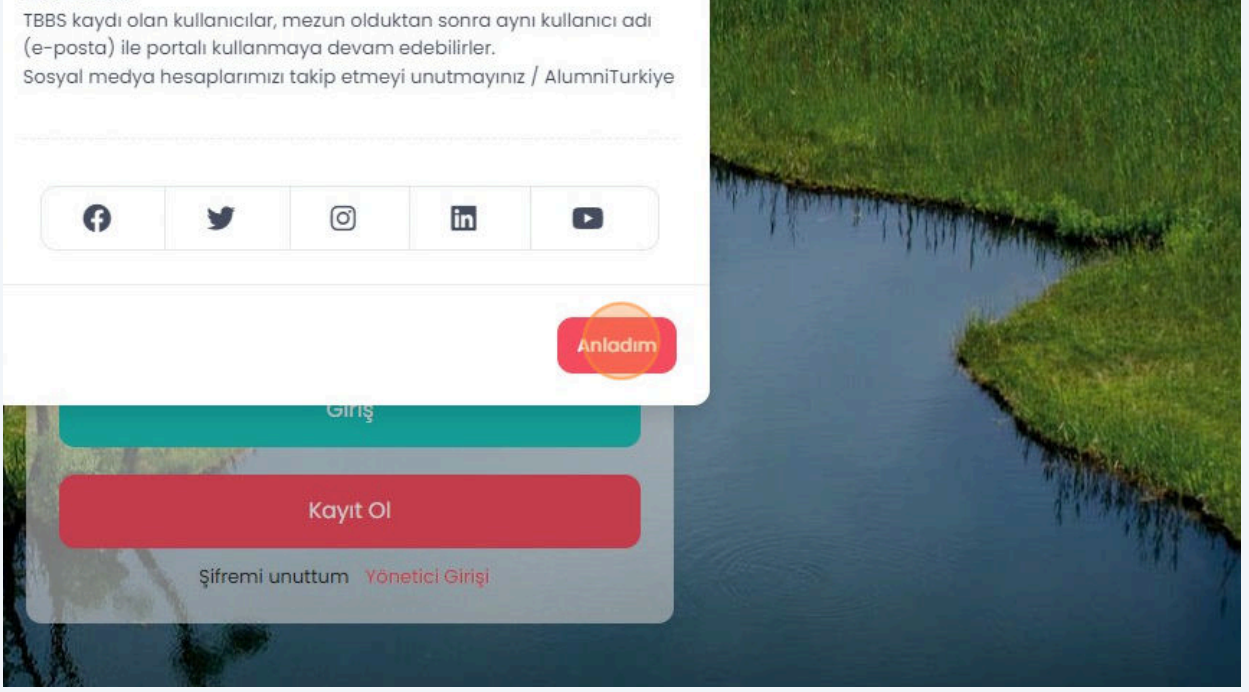 TBBS kaydı olan kullanıcılar, mezun olduktan sonra aynı kullanıcı adı
(e-posta) ile portalı kullanmaya devam edebilirler.
Sosyal medya hesaplarımızı takip etmeyi unutmayınız / AlumniTurkiye
Anladım
Giriş
Kayıt Ol
Şifremi unuttum Yönetici Girişi